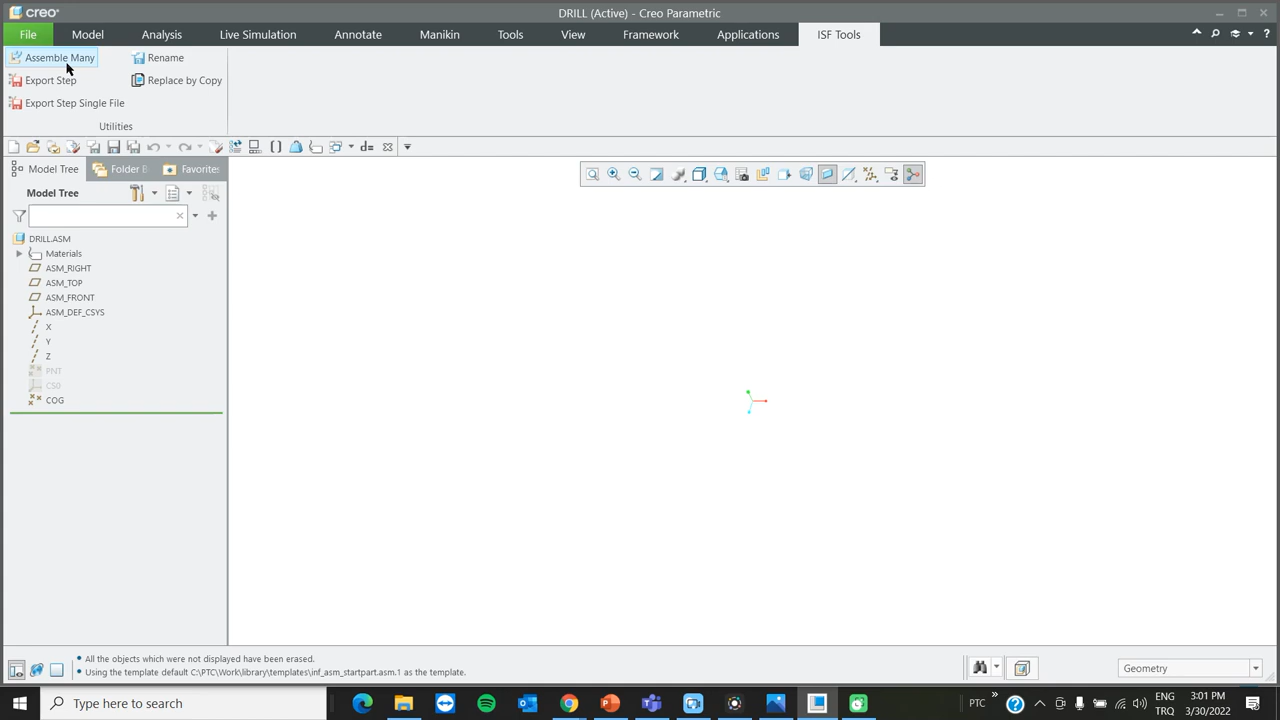 creo
DRILL (Active) - Creo Parametric
File
Model
Analysis
Live Simulation
Annotate
Manikin
Tools
View
Framework
Applications
ISF Tools
Assemble Many
Rename
Export Step
Replace by Copy
Export Step Single File
Utilities
Model Tree
Folder B
Favorites
Model Tree
DRILL.ASM
Materials
ASM_RIGHT
ASM_TOP
ASM_FRONT
ASM_DEF_CSYS
X
Y
Z
PNT
CS0
COG
• All the objects which were not displayed have been erased.
• Using the template default C:\PTC\Work\library\templates\inf_asm_startpart.asm.1 as the template.
Geometry
Type here to search
PTC
ENG
TRQ
3:01 PM
3/30/2022